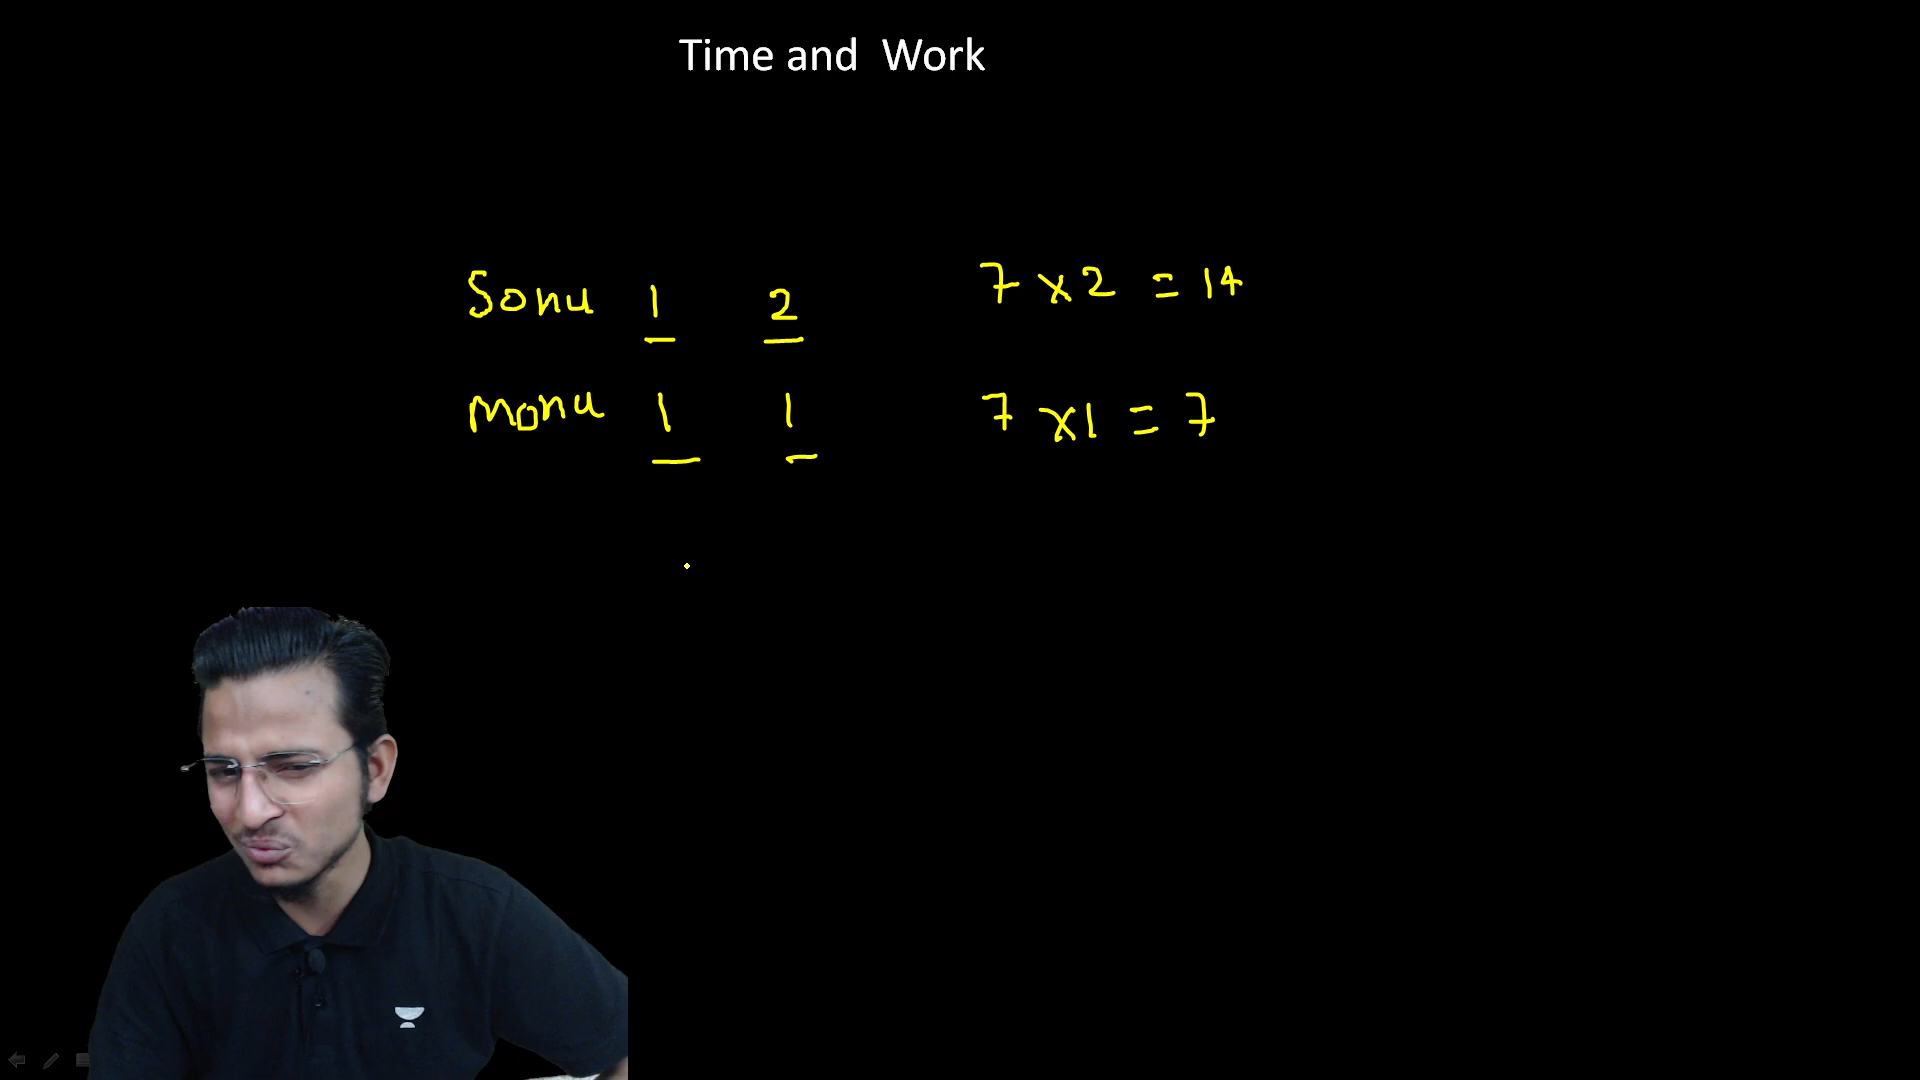 Time and Work
Sonu 1 2 7 x 2 = 14
Monu 1 1 7 x 1 = 7